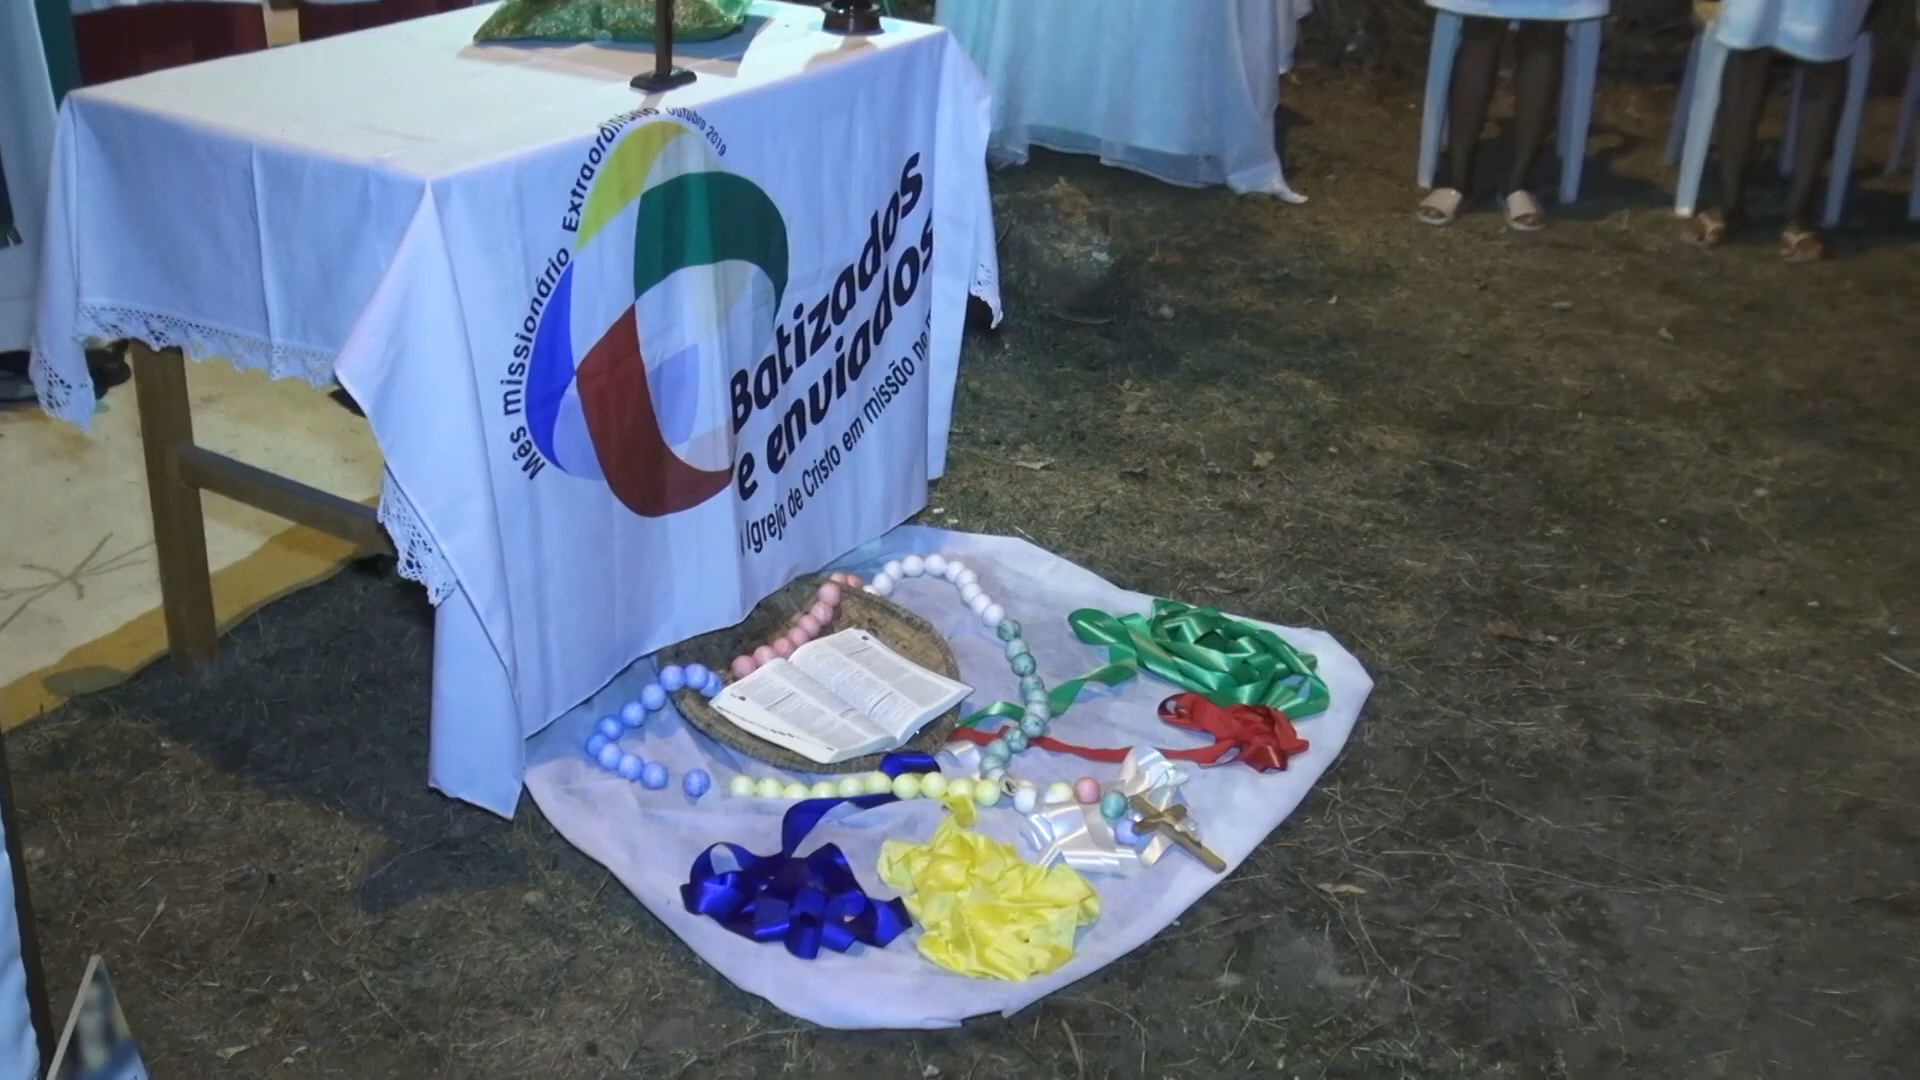 Mês missionário Extraordinário Outubro 2019
Batizados
e enviados
Igreja de Cristo em missão no